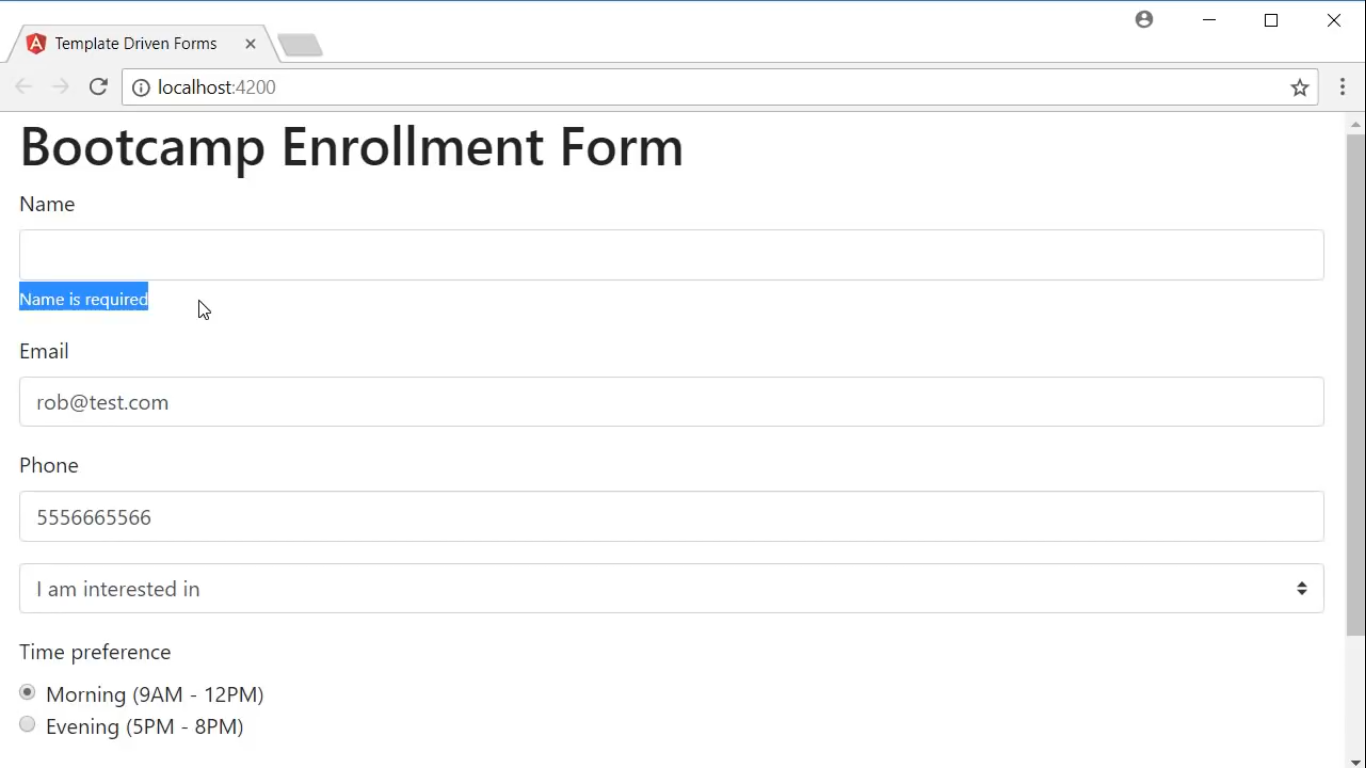 Template Driven Forms
localhost:4200
Bootcamp Enrollment Form
Name
Name is required
Email
rob@test.com
Phone
5556665566
I am interested in
Time preference
Morning (9AM - 12PM)
Evening (5PM - 8PM)